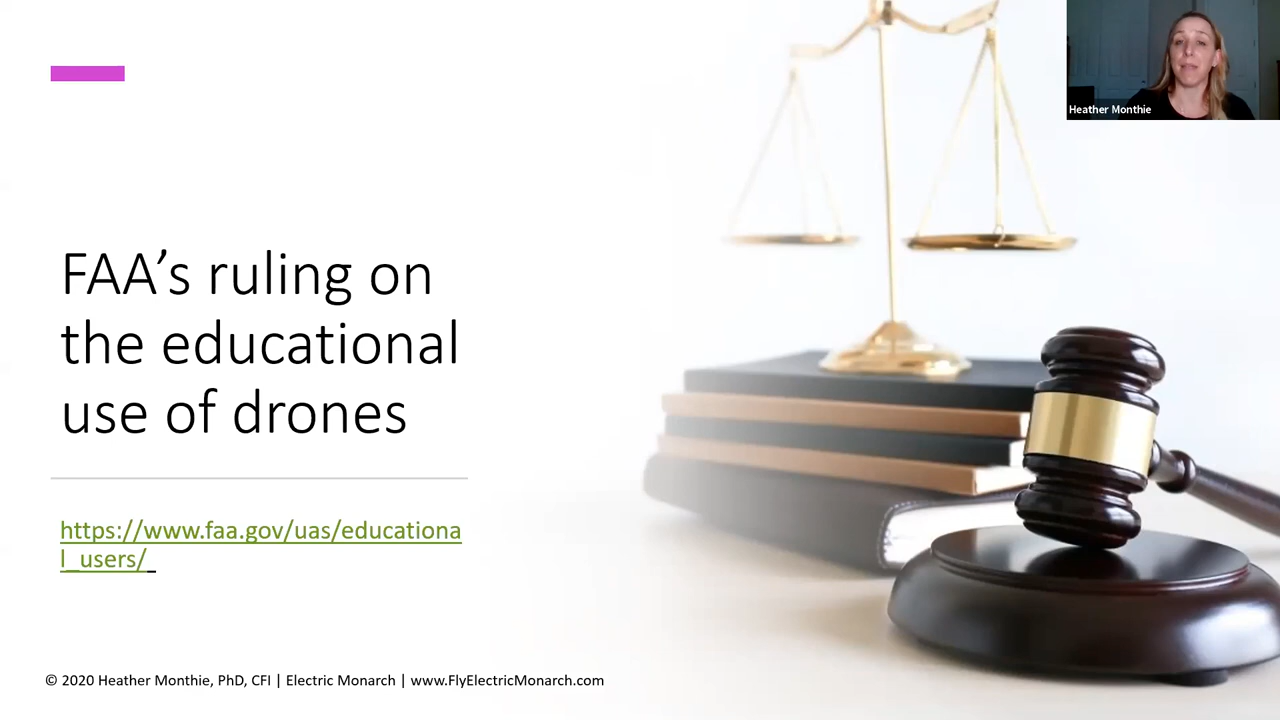 Heather Monthie
FAA’s ruling on
the educational
use of drones
https://www.faa.gov/uas/educationa
l_users/
© 2020 Heather Monthie, PhD, CFI | Electric Monarch | www.FlyElectricMonarch.com